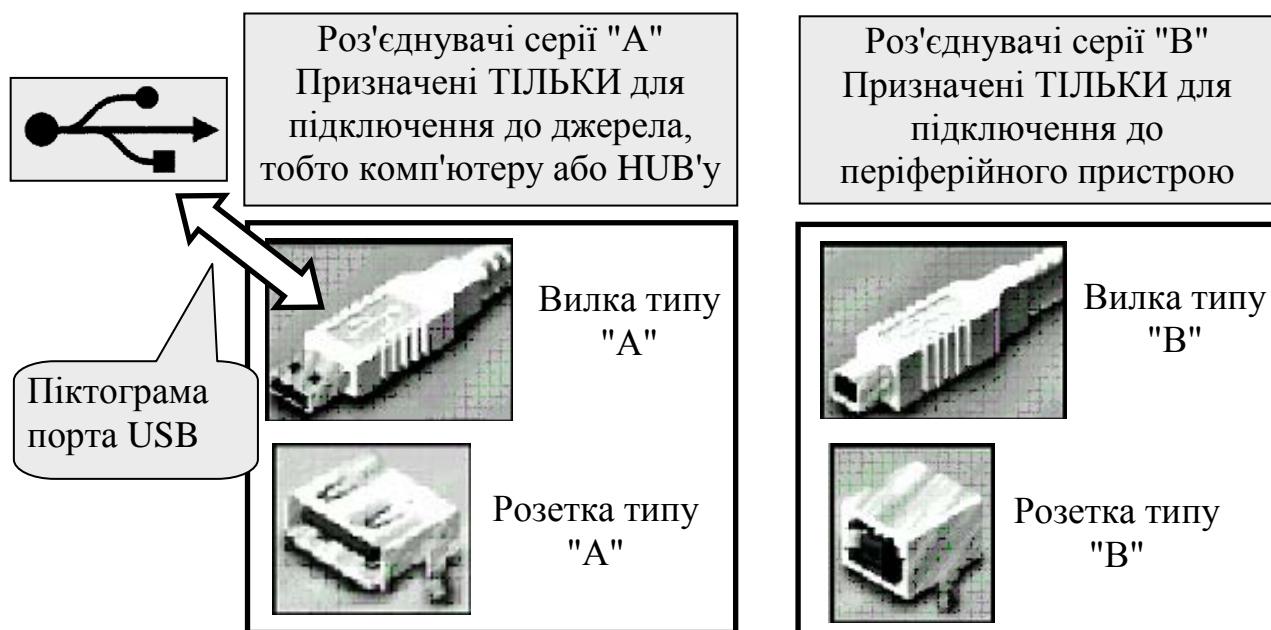 Роз'єднувачі серії "А"
Призначені ТІЛЬКИ для
підключення до джерела,
тобто комп'ютеру або HUB'у
Роз'єднувачі серії "В"
Призначені ТІЛЬКИ для
підключення до
періферійного пристрою
Піктограма
порта USB
Вилка типу
"А"
Розетка типу
"А"
Вилка типу
"В"
Розетка типу
"В"